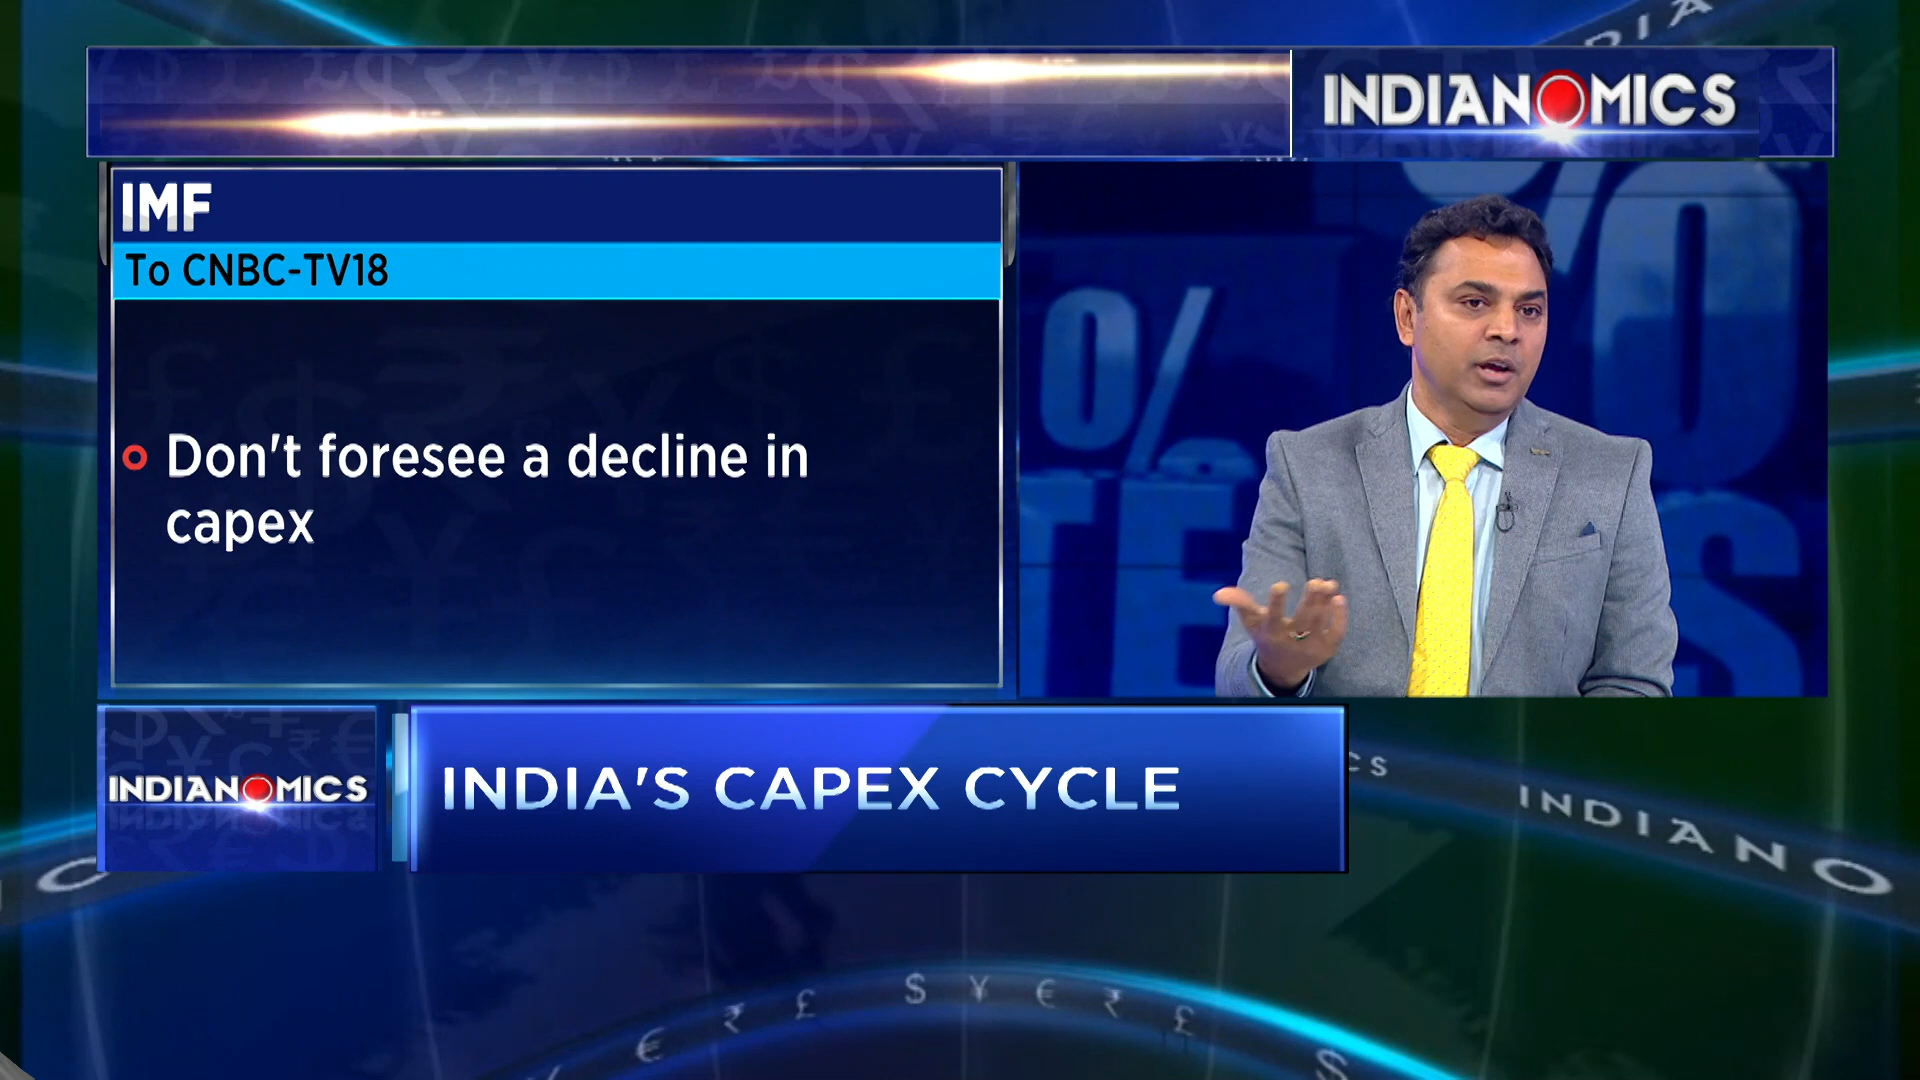 INDIANOMICS
IMF
To CNBC-TV18
Don't foresee a decline in
capex
INDIANOMICS
INDIA'S CAPEX CYCLE
INDIANO